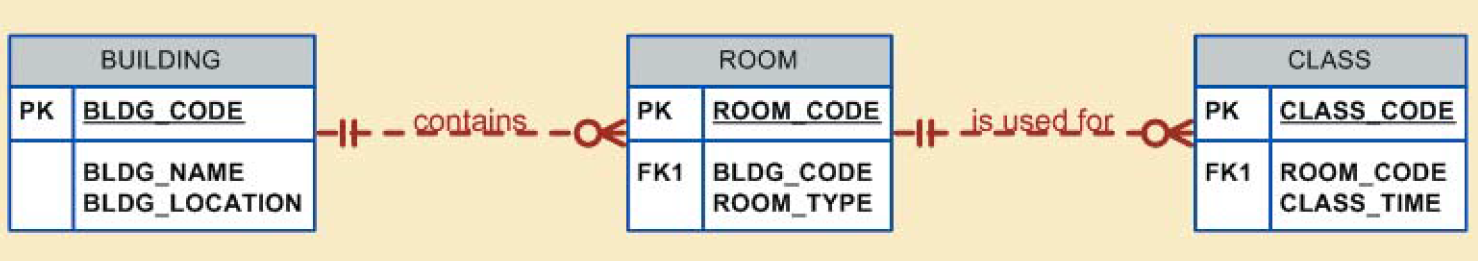 BUILDING
PK BLDG_CODE
BLDG_NAME
BLDG_LOCATION
contains
ROOM
PK ROOM_CODE
FK1 BLDG_CODE
ROOM_TYPE
is used for
CLASS
PK CLASS_CODE
FK1 ROOM_CODE
CLASS_TIME